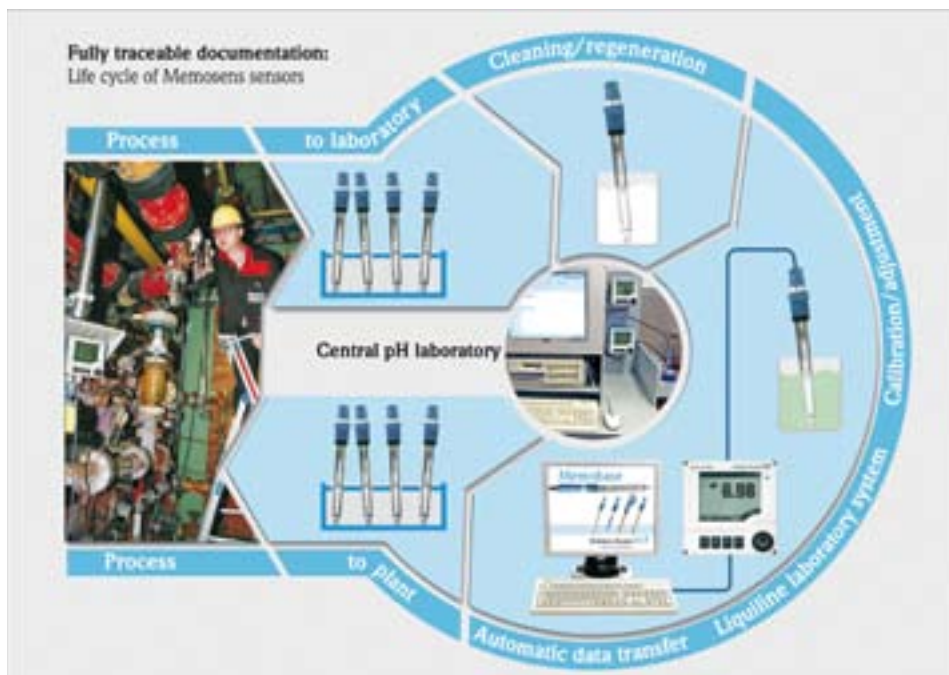 Fully traceable documentation:
Life cycle of Memosens sensors
Process
to laboratory
Cleaning/regeneration
Calibration/adjustment
Central pH laboratory
Memobase
6.98
Process
to plant
Automatic data transfer
Liquiline laboratory system